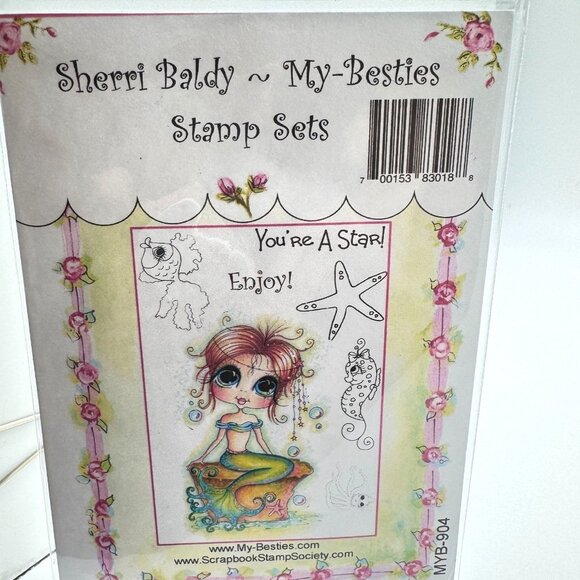 Sherri Baldy ~ My-Besties
Stamp Sets
7 00153 83018 8
You're A Star!
Enjoy!
www.My-Besties.com
www.ScrapbookStampSociety.com
MYB-904